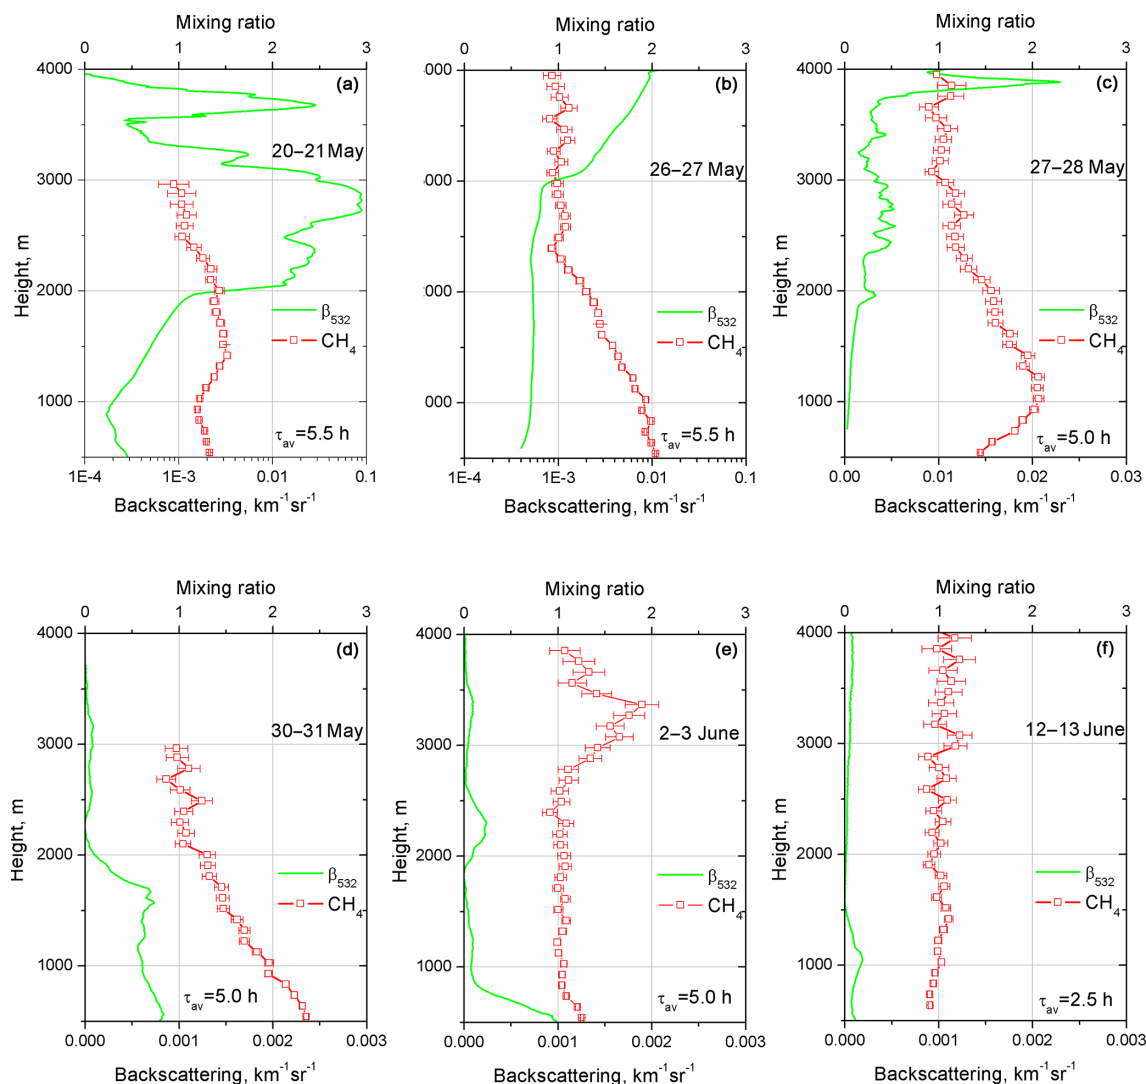 Mixing ratio
0 1 2 3
4000
3000
2000
1000
Height, m
(a)
20–21 May
β532
CH4
τav=5.5 h
1E-4 1E-3 0.01 0.1
Backscattering, km-1sr-1
Mixing ratio
0 1 2 3
000
000
000
000
(b)
26–27 May
β532
CH4
τav=5.5 h
1E-4 1E-3 0.01 0.1
Backscattering, km-1sr-1
Mixing ratio
0 1 2 3
4000
3000
2000
1000
Height, m
(c)
27–28 May
β532
CH4
τav=5.0 h
0.00 0.01 0.02 0.03
Backscattering, km-1sr-1
Mixing ratio
0 1 2 3
4000
3000
2000
1000
Height, m
(d)
30–31 May
β532
CH4
τav=5.0 h
0.000 0.001 0.002 0.003
Backscattering, km-1sr-1
Mixing ratio
0 1 2 3
4000
3000
2000
1000
Height, m
(e)
2–3 June
β532
CH4
τav=5.0 h
0.000 0.001 0.002 0.003
Backscattering, km-1sr-1
Mixing ratio
0 1 2 3
4000
3000
2000
1000
Height, m
(f)
12–13 June
β532
CH4
τav=2.5 h
0.000 0.001 0.002 0.003
Backscattering, km-1sr-1